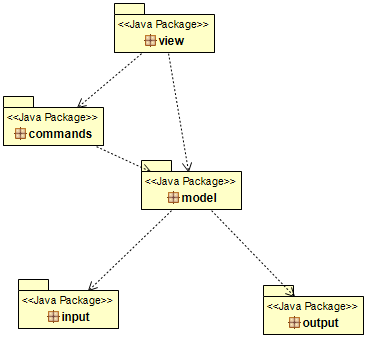 <<Java Package>>
view
<<Java Package>>
commands
<<Java Package>>
model
<<Java Package>>
input
<<Java Package>>
output